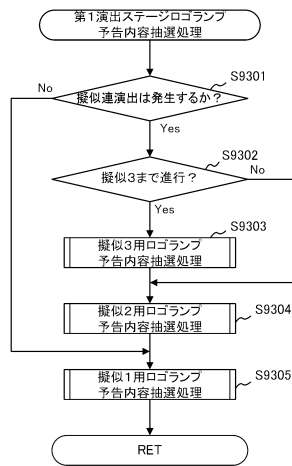 第１演出ステージロゴランプ
予告内容抽選処理
S9301
No
擬似連演出は発生するか？
Yes
S9302
擬似３まで進行？
No
Yes
S9303
擬似３用ロゴランプ
予告内容抽選処理
擬似２用ロゴランプ
予告内容抽選処理
S9304
擬似１用ロゴランプ
予告内容抽選処理
S9305
RET